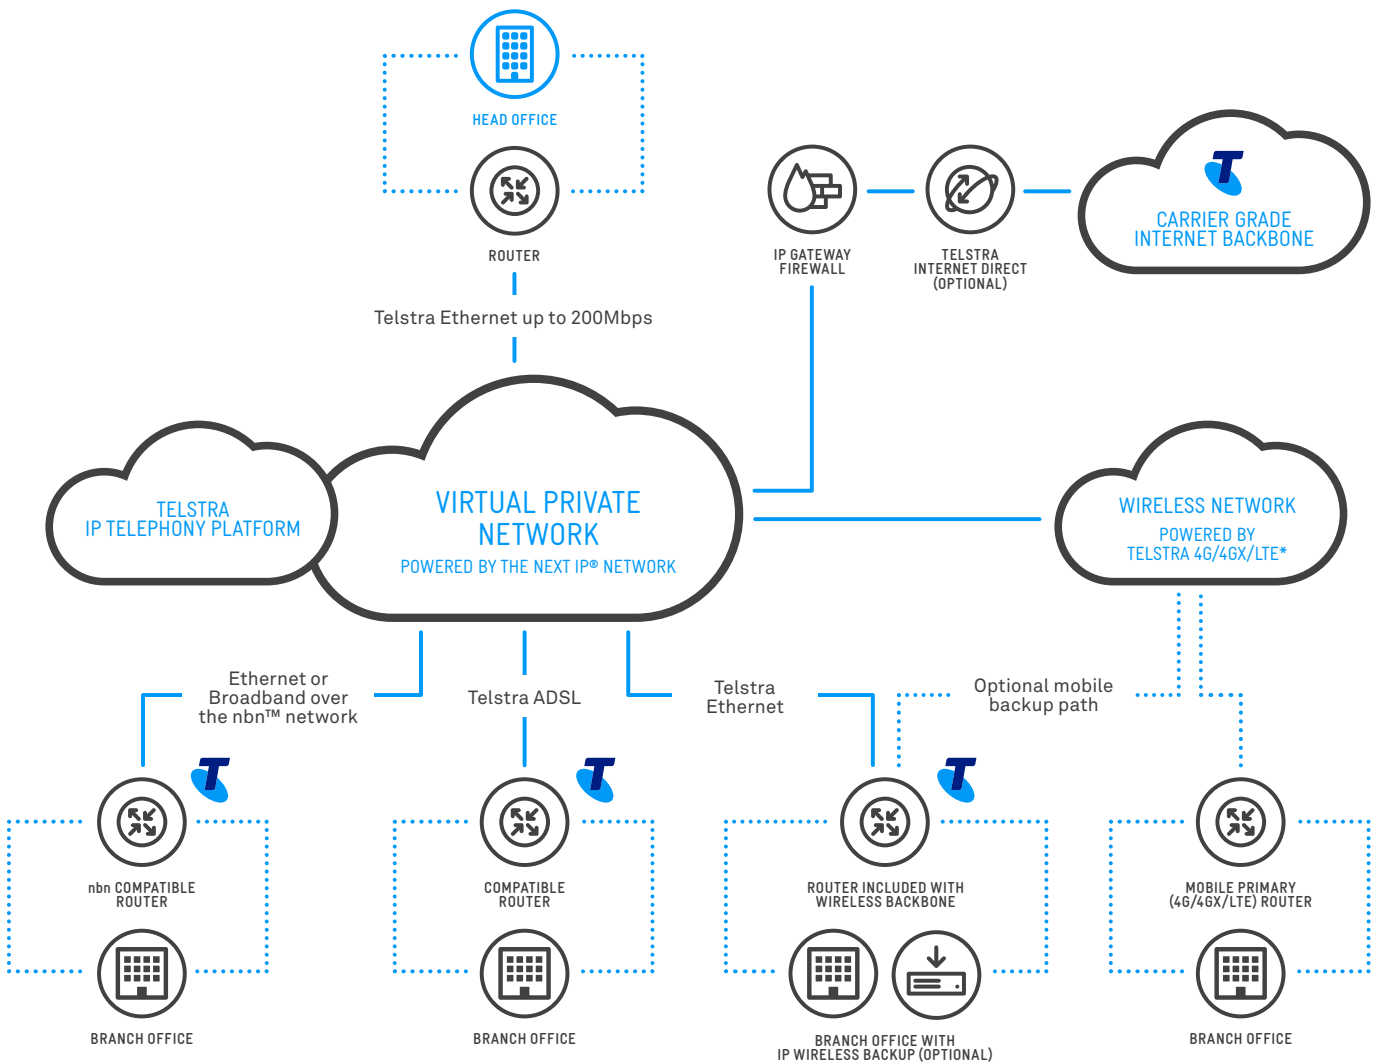 HEAD OFFICE
ROUTER
Telstra Ethernet up to 200Mbps
IP GATEWAY
FIREWALL
TELSTRA
INTERNET DIRECT
(OPTIONAL)
T
CARRIER GRADE
INTERNET BACKBONE
TELSTRA
IP TELEPHONY PLATFORM
VIRTUAL PRIVATE
NETWORK
POWERED BY THE NEXT IP® NETWORK
WIRELESS NETWORK
POWERED BY
TELSTRA 4G/4GX/LTE*
Ethernet or
Broadband over
the nbn™ network
Telstra ADSL
Telstra
Ethernet
Optional mobile
backup path
T
T
T
nbn COMPATIBLE
ROUTER
COMPATIBLE
ROUTER
ROUTER INCLUDED WITH
WIRELESS BACKBONE
MOBILE PRIMARY
(4G/4GX/LTE) ROUTER
BRANCH OFFICE
BRANCH OFFICE
BRANCH OFFICE WITH
IP WIRELESS BACKUP (OPTIONAL)
BRANCH OFFICE